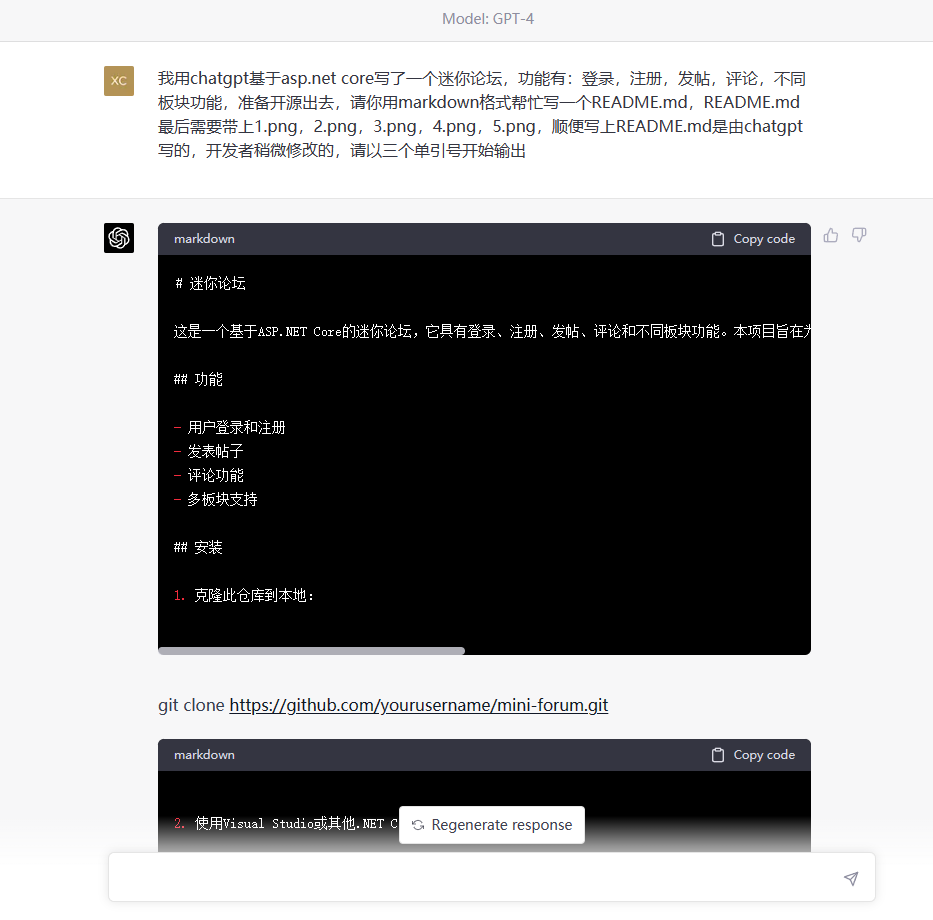 Model: GPT-4
XC
我用chatgpt基于asp.net core写了一个迷你论坛，功能有：登录，注册，发帖，评论，不同
板块功能，准备开源出去，请你用markdown格式帮忙写一个README.md，README.md
最后需要带上1.png，2.png，3.png，4.png，5.png，顺便写上README.md是由chatgpt
写的，开发者稍微修改的，请以三个单引号开始输出
markdown Copy code
# 迷你论坛
这是一个基于ASP.NET Core的迷你论坛，它具有登录、注册、发帖、评论和不同板块功能。本项目旨在
## 功能
- 用户登录和注册
- 发表帖子
- 评论功能
- 多板块支持
## 安装
1. 克隆此仓库到本地：
git clone https://github.com/yourusername/mini-forum.git
markdown Copy code
2. 使用Visual Studio或其他.NET C
Regenerate response